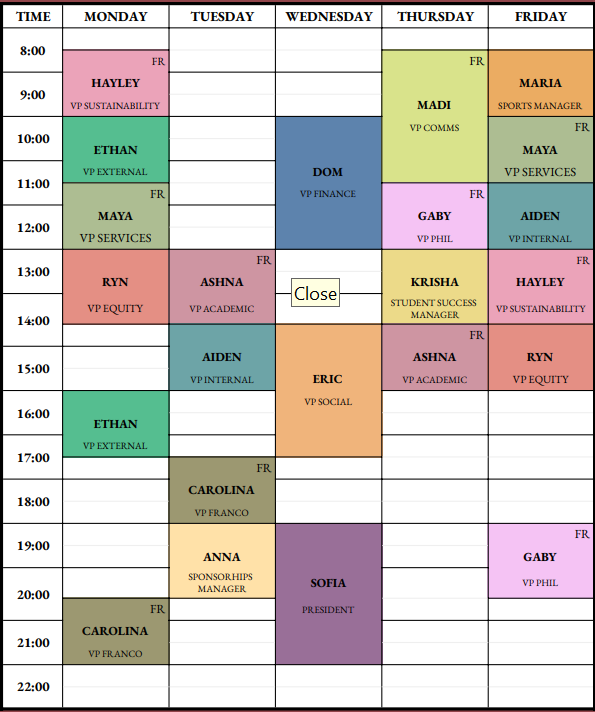 TIME MONDAY TUESDAY WEDNESDAY THURSDAY FRIDAY
8:00
FR FR
HAYLEY MARIA
9:00
MADI
VP SUSTAINABILITY SPORTS MANAGER
VP COMMS FR
10:00
ETHAN MAYA
VP EXTERNAL DOM VP SERVICES
11:00
FR VP FINANCE FR
MAYA GABY AIDEN
12:00
VP SERVICES VP PHIL VP INTERNAL
FR FR
13:00
RYN ASHNA KRISHA HAYLEY
Close
VP EQUITY VP ACADEMIC STUDENT SUCCESS MANAGER VP SUSTAINABILITY
14:00
FR
AIDEN ASHNA RYN
15:00
ERIC
VP INTERNAL VP ACADEMIC VP EQUITY
VP SOCIAL
16:00
ETHAN
VP EXTERNAL
17:00
FR
CAROLINA
18:00
VP FRANCO
FR
19:00
ANNA GABY
SPONSORHIPS MANAGER SOFIA VP PHIL
20:00
FR PRESIDENT
CAROLINA
21:00
VP FRANCO
22:00